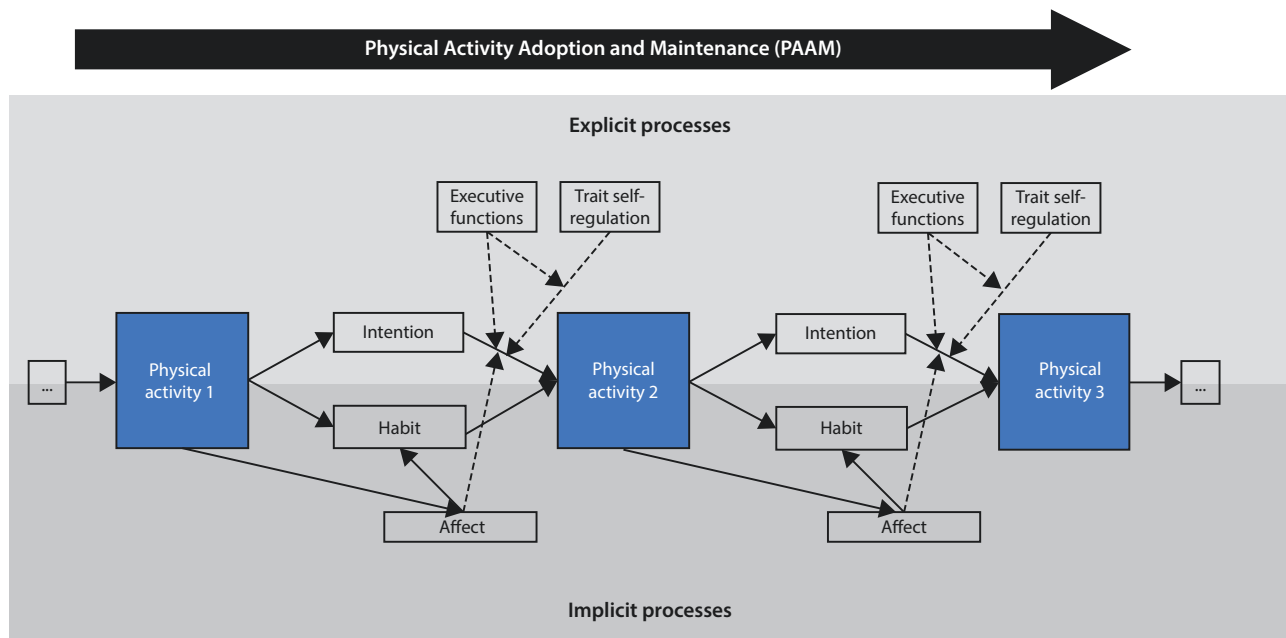 Physical Activity Adoption and Maintenance (PAAM)
Explicit processes
Executive
functions
Trait self-
regulation
Executive
functions
Trait self-
regulation
Intention
Intention
...
Physical
activity 1
Physical
activity 2
Physical
activity 3
...
Habit
Habit
Affect
Affect
Implicit processes